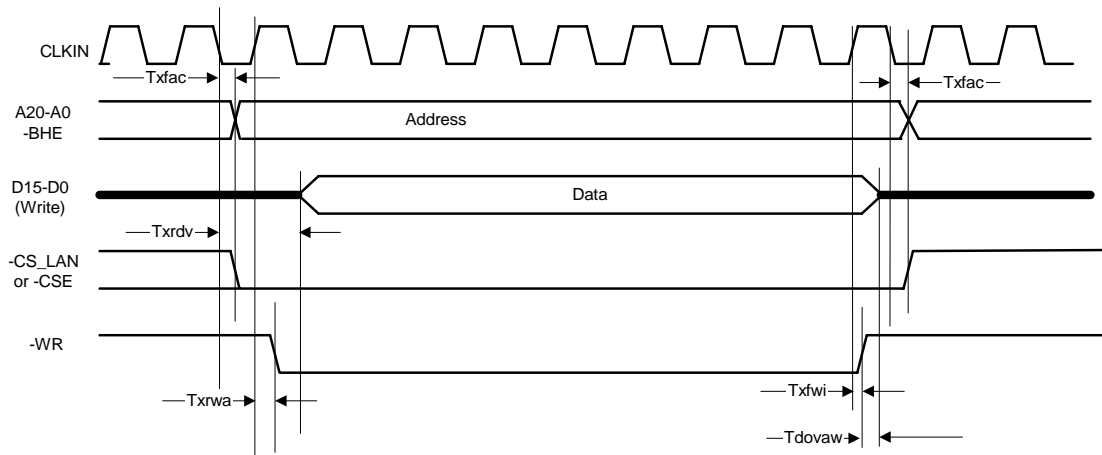 CLKIN
Txfac
Txfac
A20-A0
-BHE
Address
D15-D0
(Write)
Data
Txrdv
-CS_LAN
or -CSE
-WR
Txrwa
Txfwi
Tdovaw